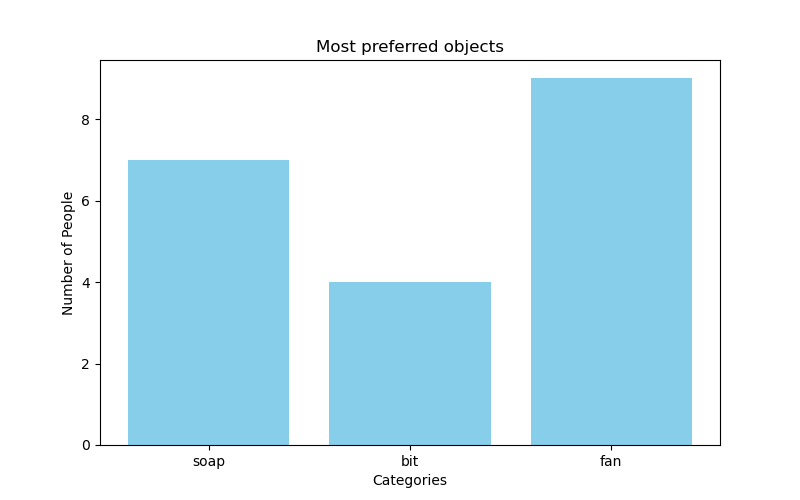 Most preferred objects
Number of People
8
6
4
2
0
soap bit fan
Categories